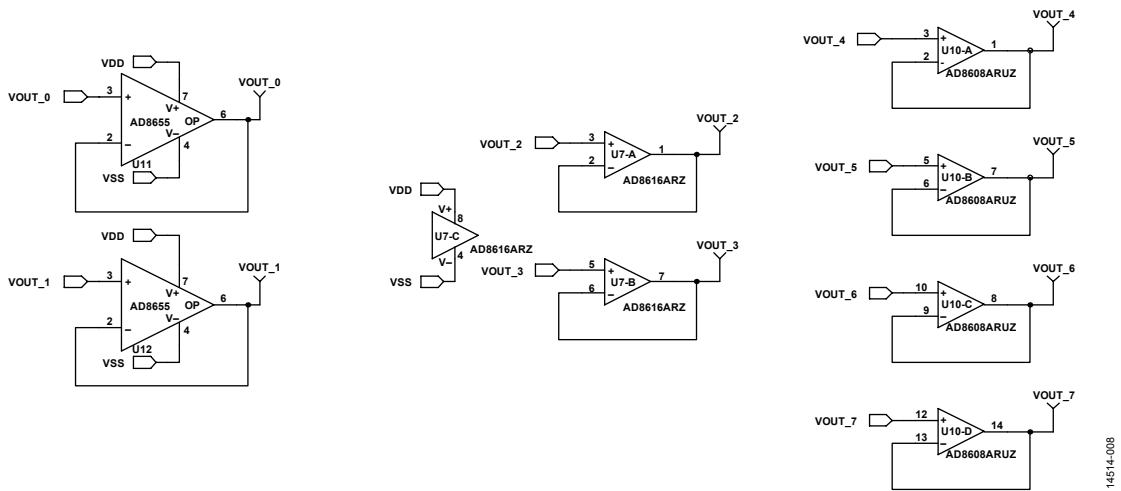 VDD
VOUT_0
3
+
7
V+
AD8655
OP
6
VOUT_0
2
−
V−
4
U11
VSS
VDD
VOUT_1
3
+
7
V+
AD8655
OP
6
VOUT_1
2
−
V−
4
U12
VSS
VDD
V+
8
U7-C
AD8616ARZ
V−
4
VSS
VOUT_2
3
+
U7-A
1
VOUT_2
2
−
AD8616ARZ
VOUT_3
5
+
U7-B
7
VOUT_3
6
−
AD8616ARZ
VOUT_4
3
+
U10-A
1
VOUT_4
2
-
AD8608ARUZ
VOUT_5
5
+
U10-B
7
VOUT_5
6
−
AD8608ARUZ
VOUT_6
10
+
U10-C
8
VOUT_6
9
−
AD8608ARUZ
VOUT_7
12
+
U10-D
14
VOUT_7
13
−
AD8608ARUZ
14514-008